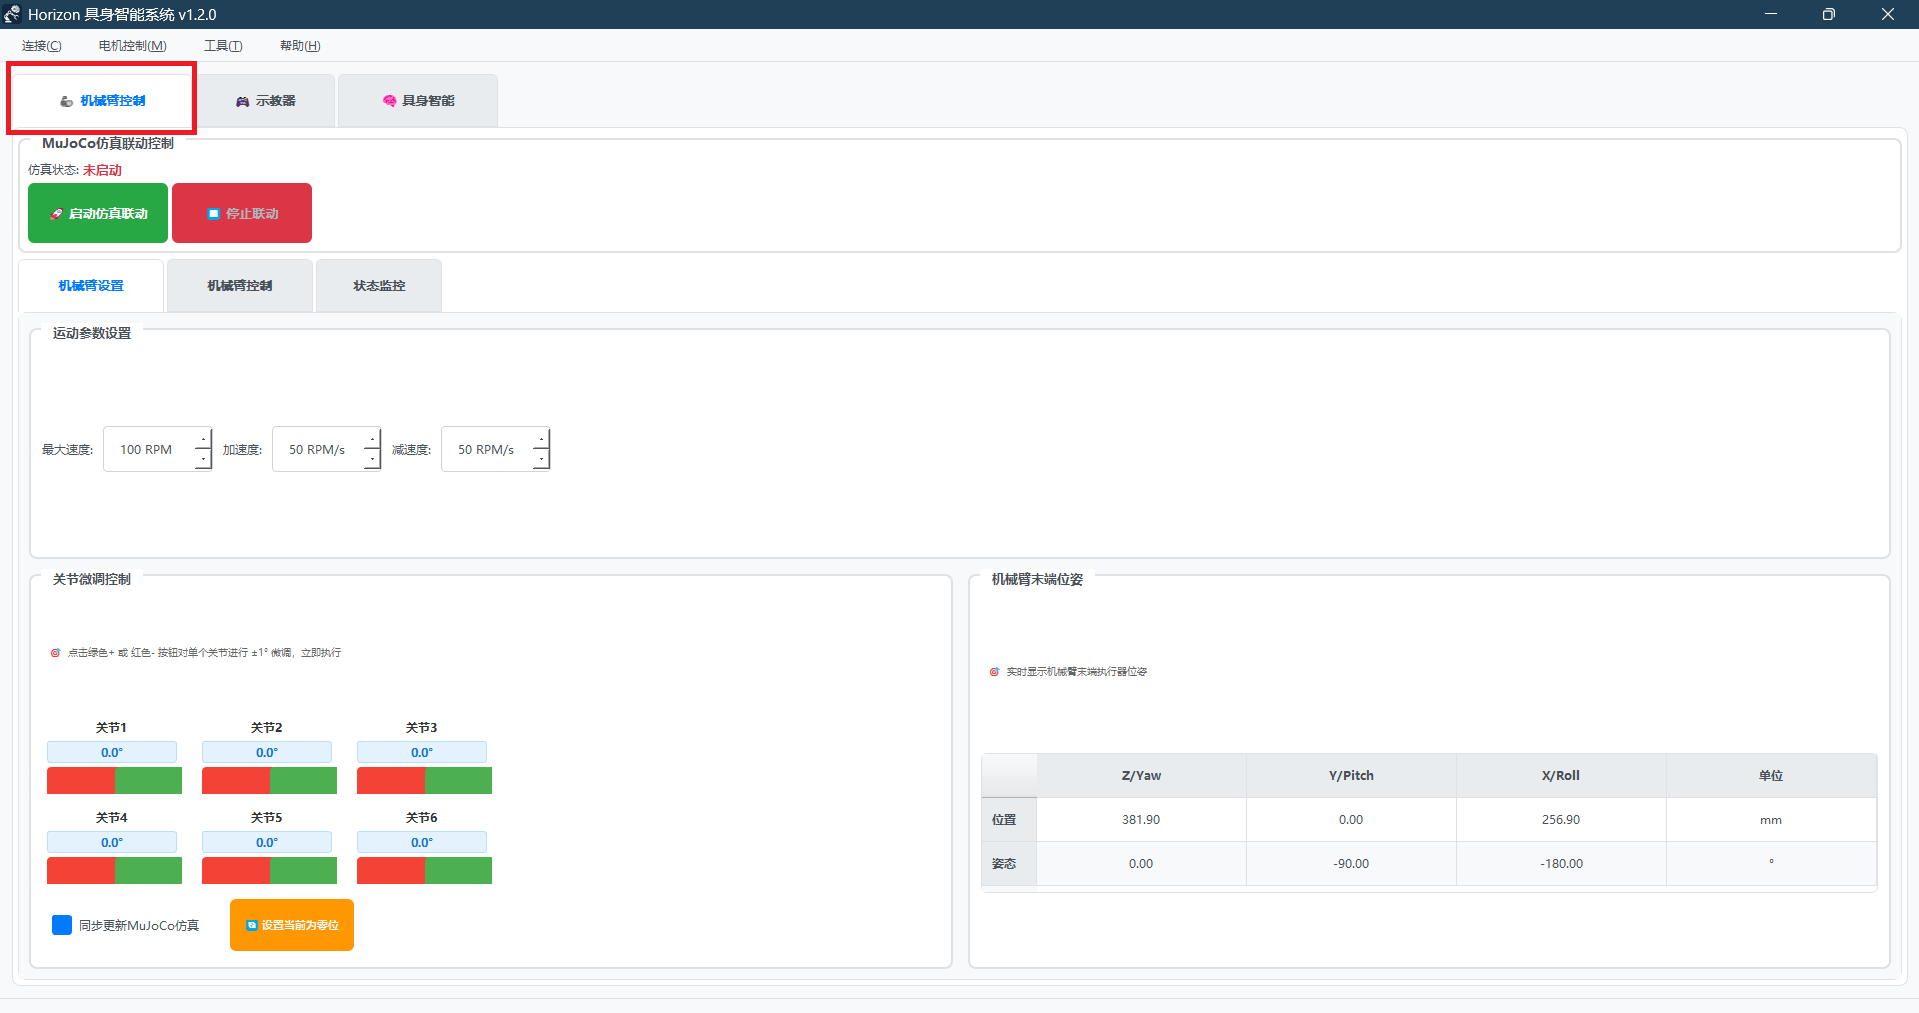 Horizon 具身智能系统 v1.2.0
连接(C) 电机控制(M) 工具(T) 帮助(H)
机械臂控制 示教器 具身智能
MuJoCo仿真联动控制
仿真状态: 未启动
启动仿真联动 停止联动
机械臂设置 机械臂控制 状态监控
运动参数设置
最大速度: 100 RPM 加速度: 50 RPM/s 减速度: 50 RPM/s
关节微调控制
点击绿色+ 或 红色- 按钮对单个关节进行 ±1° 微调，立即执行
关节1 关节2 关节3
0.0° 0.0° 0.0°
关节4 关节5 关节6
0.0° 0.0° 0.0°
同步更新MuJoCo仿真 设置当前为零位
机械臂末端位姿
实时显示机械臂末端执行器位姿
Z/Yaw Y/Pitch X/Roll 单位
位置 381.90 0.00 256.90 mm
姿态 0.00 -90.00 -180.00 °